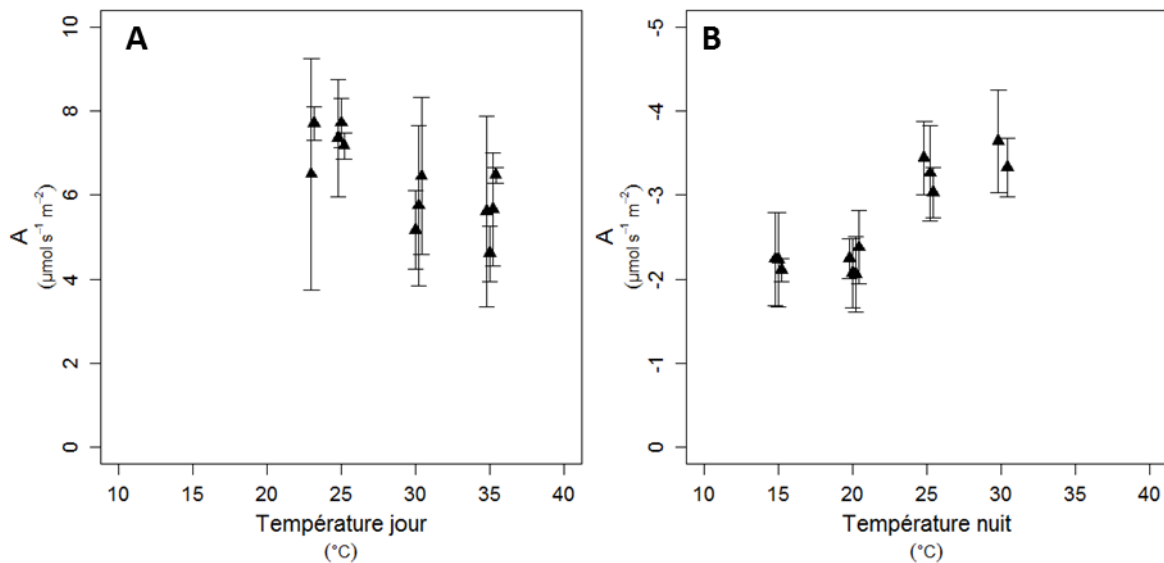 A
10
8
6
4
2
0
A
(µmol s⁻¹ m⁻²)
10 15 20 25 30 35 40
Température jour
(°C)
B
-5
-4
-3
-2
-1
0
A
(µmol s⁻¹ m⁻²)
10 15 20 25 30 35 40
Température nuit
(°C)